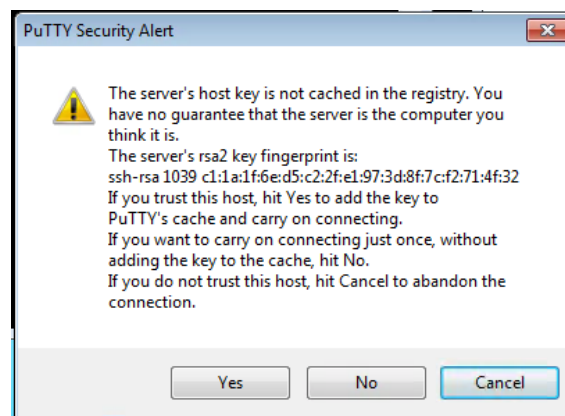 PuTTY Security Alert
The server's host key is not cached in the registry. You
have no guarantee that the server is the computer you
think it is.
The server's rsa2 key fingerprint is:
ssh-rsa 1039 c1:1a:1f:6e:d5:c2:2f:e1:97:3d:8f:7c:f2:71:4f:32
If you trust this host, hit Yes to add the key to
PuTTY's cache and carry on connecting.
If you want to carry on connecting just once, without
adding the key to the cache, hit No.
If you do not trust this host, hit Cancel to abandon the
connection.
Yes No Cancel